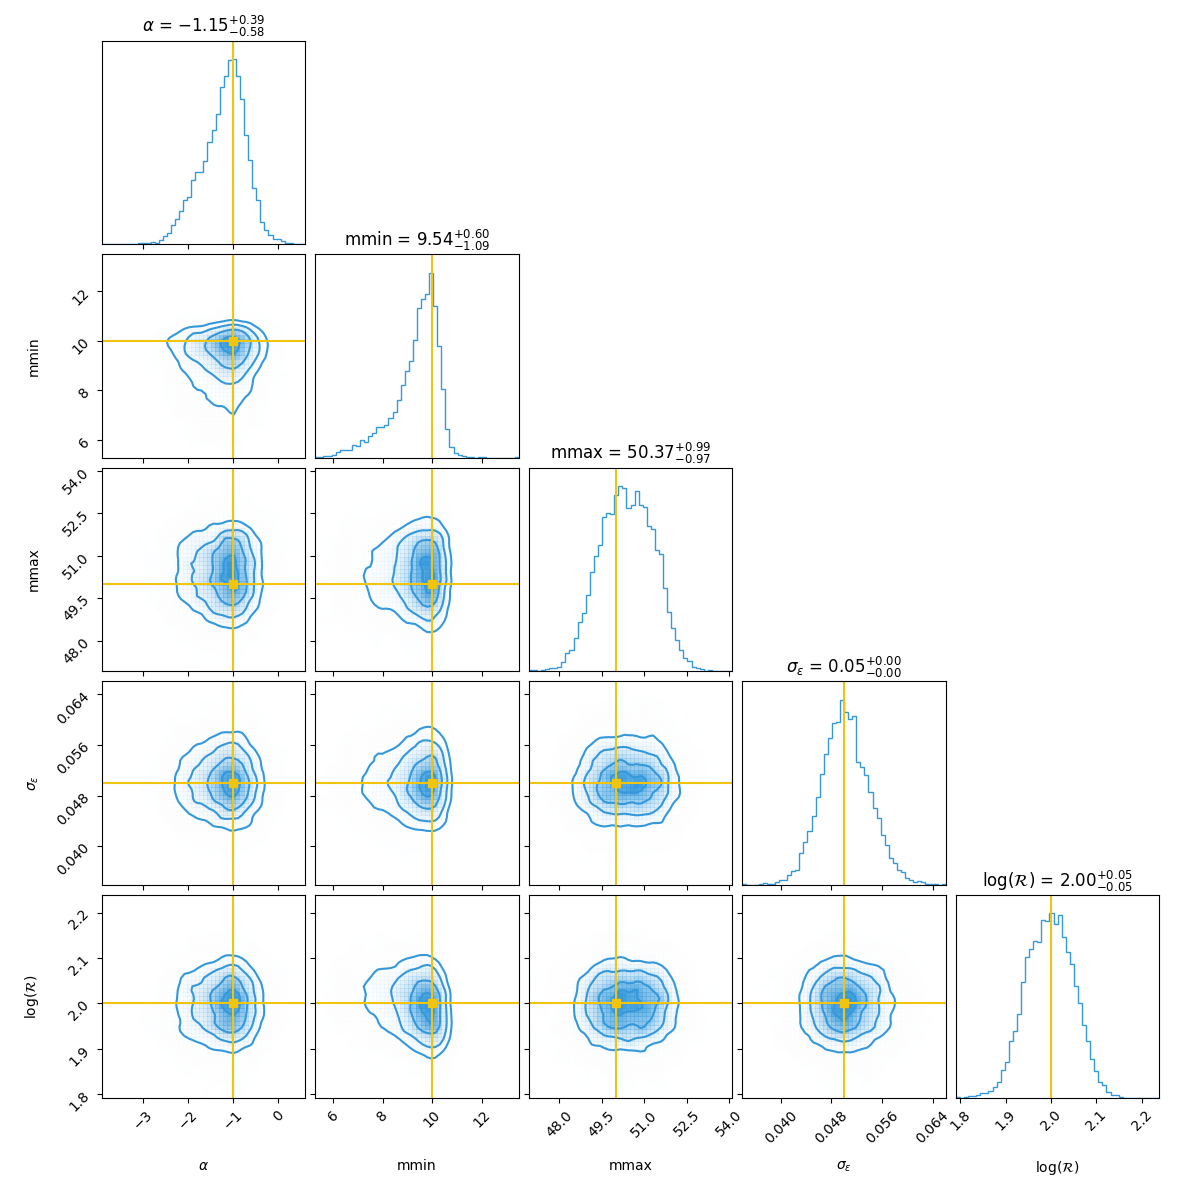 α = −1.15+0.39−0.58
mmin = 9.54+0.60−1.09
12
10
8
6
mmin
mmax = 50.37+0.99−0.97
54.0
52.5
51.0
49.5
48.0
mmax
σε = 0.05+0.00−0.00
0.064
0.056
0.048
0.040
σε
log(ℛ) = 2.00+0.05−0.05
2.2
2.1
2.0
1.9
1.8
log(ℛ)
−3 −2 −1 0
6 8 10 12
48.0 49.5 51.0 52.5 54.0
0.040 0.048 0.056 0.064
1.8 1.9 2.0 2.1 2.2
α
mmin
mmax
σε
log(ℛ)